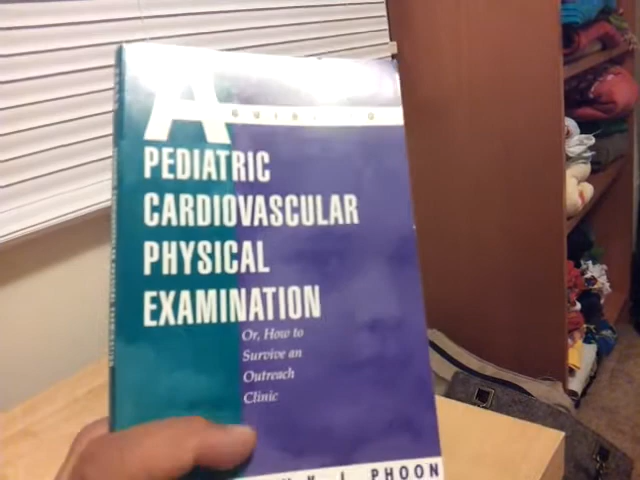 A
GUIDE TO
PEDIATRIC
CARDIOVASCULAR
PHYSICAL
EXAMINATION
Or, How to
Survive an
Outreach
Clinic
J. PHOON